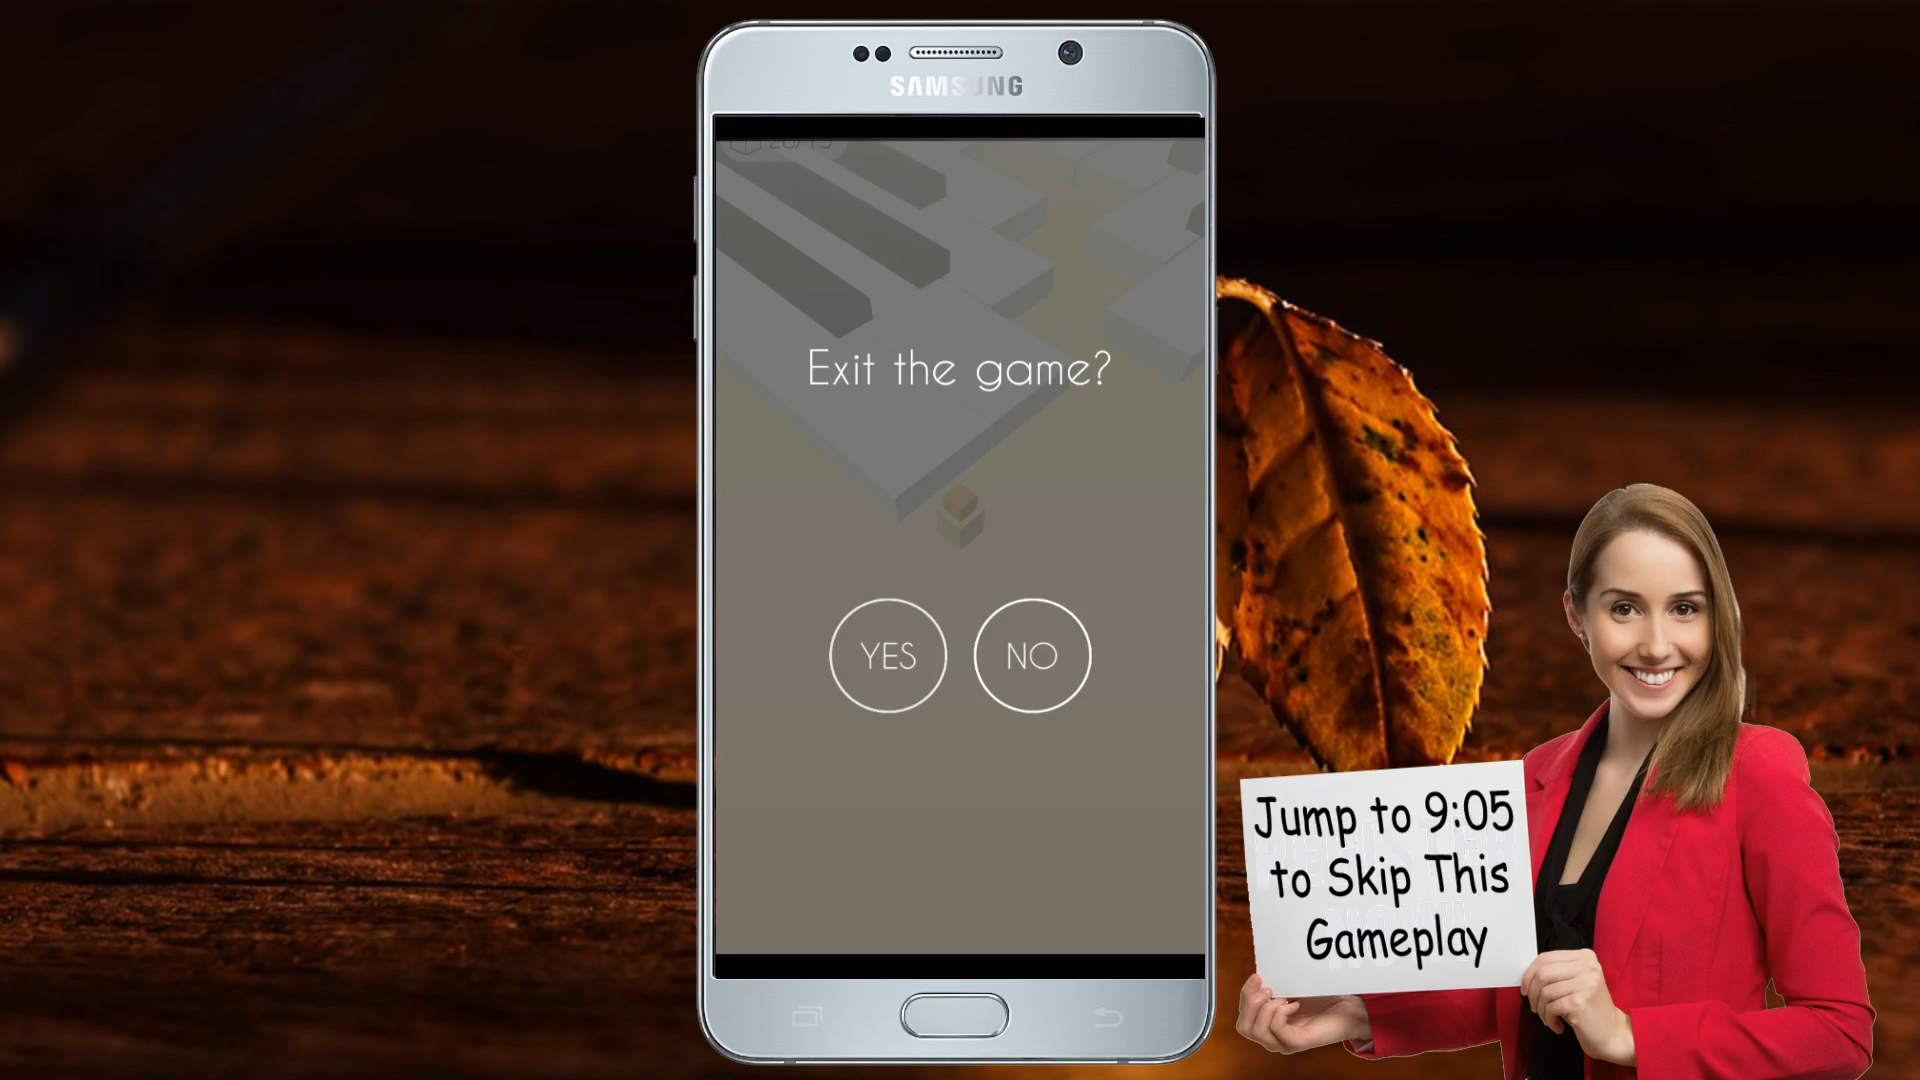 SAMSUNG
Exit the game?
YES NO
Jump to 9:05
to Skip This
Gameplay